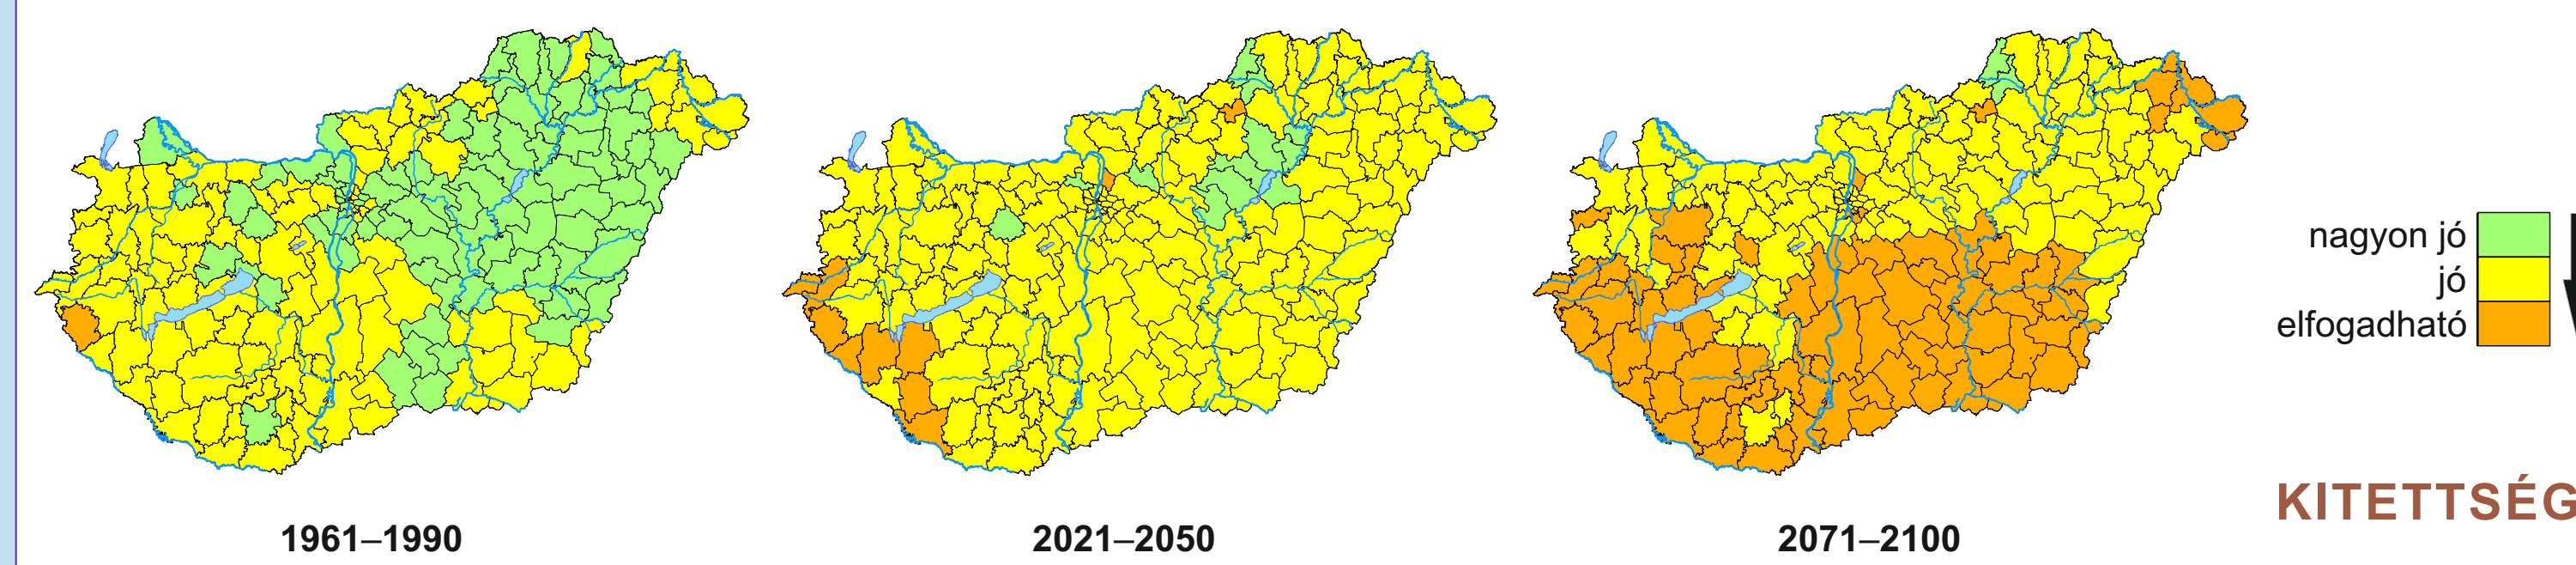 nagyon jó
jó
elfogadható
KITETTSÉG
1961–1990
2021–2050
2071–2100